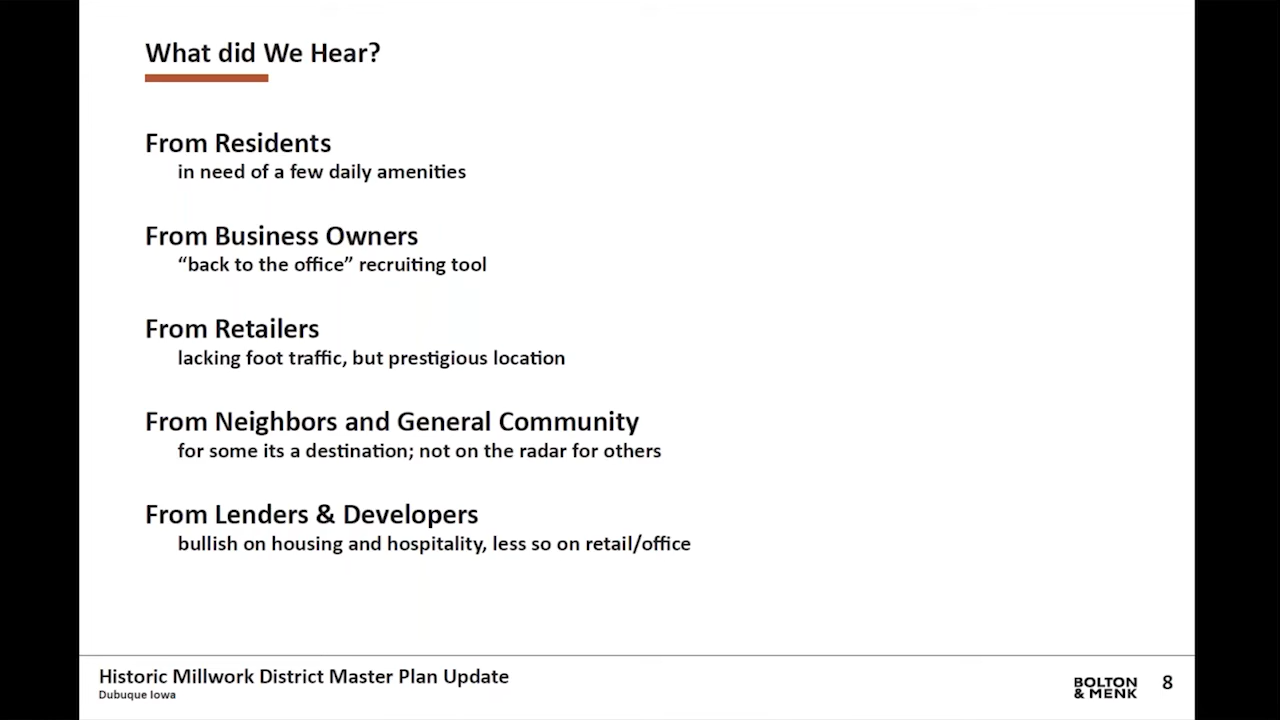 What did We Hear?
From Residents
in need of a few daily amenities
From Business Owners
“back to the office” recruiting tool
From Retailers
lacking foot traffic, but prestigious location
From Neighbors and General Community
for some its a destination; not on the radar for others
From Lenders & Developers
bullish on housing and hospitality, less so on retail/office
Historic Millwork District Master Plan Update
Dubuque Iowa
BOLTON
& MENK
8